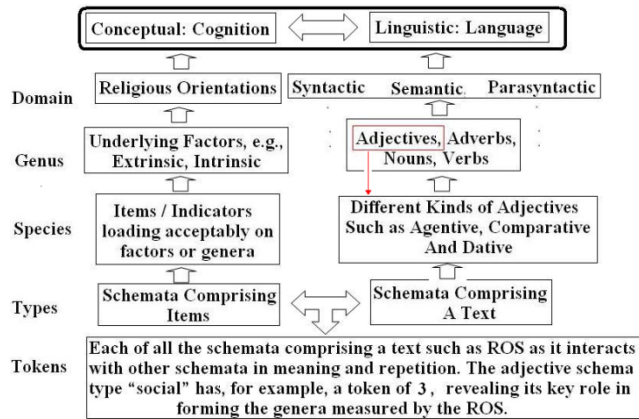 Conceptual: Cognition
Linguistic: Language
Domain
Religious Orientations
Syntactic Semantic Parasyntactic
Genus
Underlying Factors, e.g.,
Extrinsic, Intrinsic
Adjectives, Adverbs,
Nouns, Verbs
Species
Items / Indicators
loading acceptably on
factors or genera
Different Kinds of Adjectives
Such as Agentive, Comparative
And Dative
Types
Schemata Comprising
Items
Schemata Comprising
A Text
Tokens
Each of all the schemata comprising a text such as ROS as it interacts
with other schemata in meaning and repetition. The adjective schema
type “social” has, for example, a token of 3, revealing its key role in
forming the genera measured by the ROS.